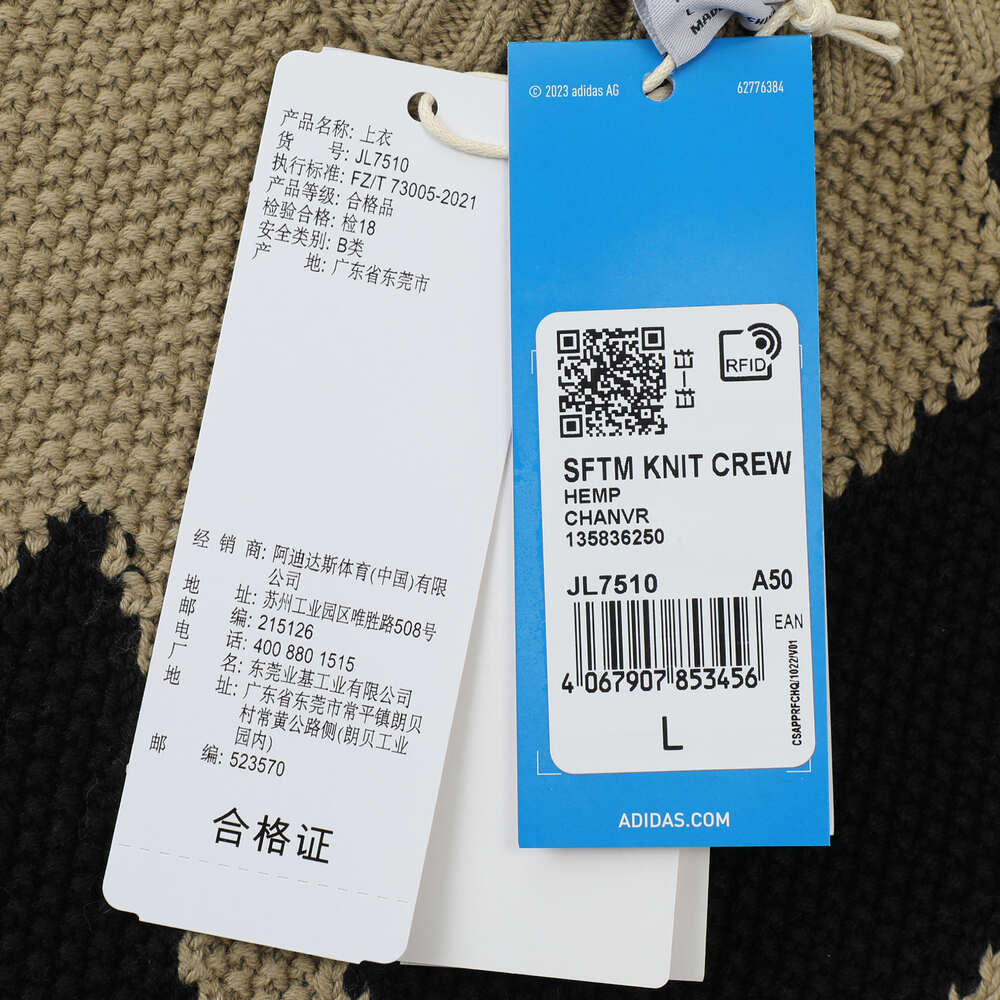 产品名称: 上衣
货 号: JL7510
执行标准: FZ/T 73005-2021
产品等级: 合格品
检验合格: 检18
安全类别: B类
产 地: 广东省东莞市
经 销 商: 阿迪达斯体育(中国)有限
公司
地 址: 苏州工业园区唯胜路508号
邮 编: 215126
电 话: 400 880 1515
厂 名: 东莞业基工业有限公司
地 址: 广东省东莞市常平镇朗贝
村常黄公路侧(朗贝工业
园内)
邮 编: 523570
合格证
© 2023 adidas AG
62776384
扫一扫
RFID
SFTM KNIT CREW
HEMP
CHANVR
135836250
JL7510 A50
EAN
4 067907 853456
L
CSAPPRFCHQ/1022/V01
ADIDAS.COM